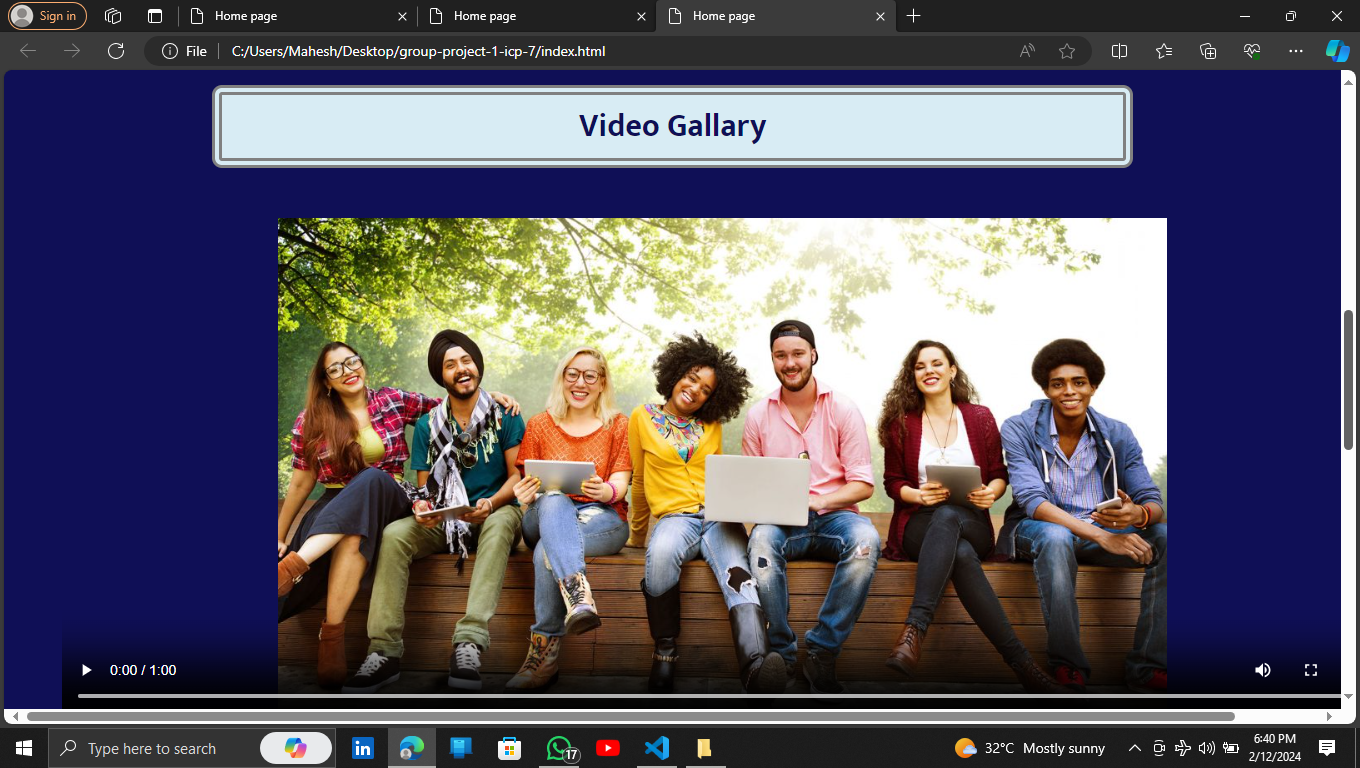 Sign in
Home page
Home page
Home page
File
C:/Users/Mahesh/Desktop/group-project-1-icp-7/index.html
Video Gallary
0:00 / 1:00
Type here to search
in
17
32°C Mostly sunny
6:40 PM
2/12/2024